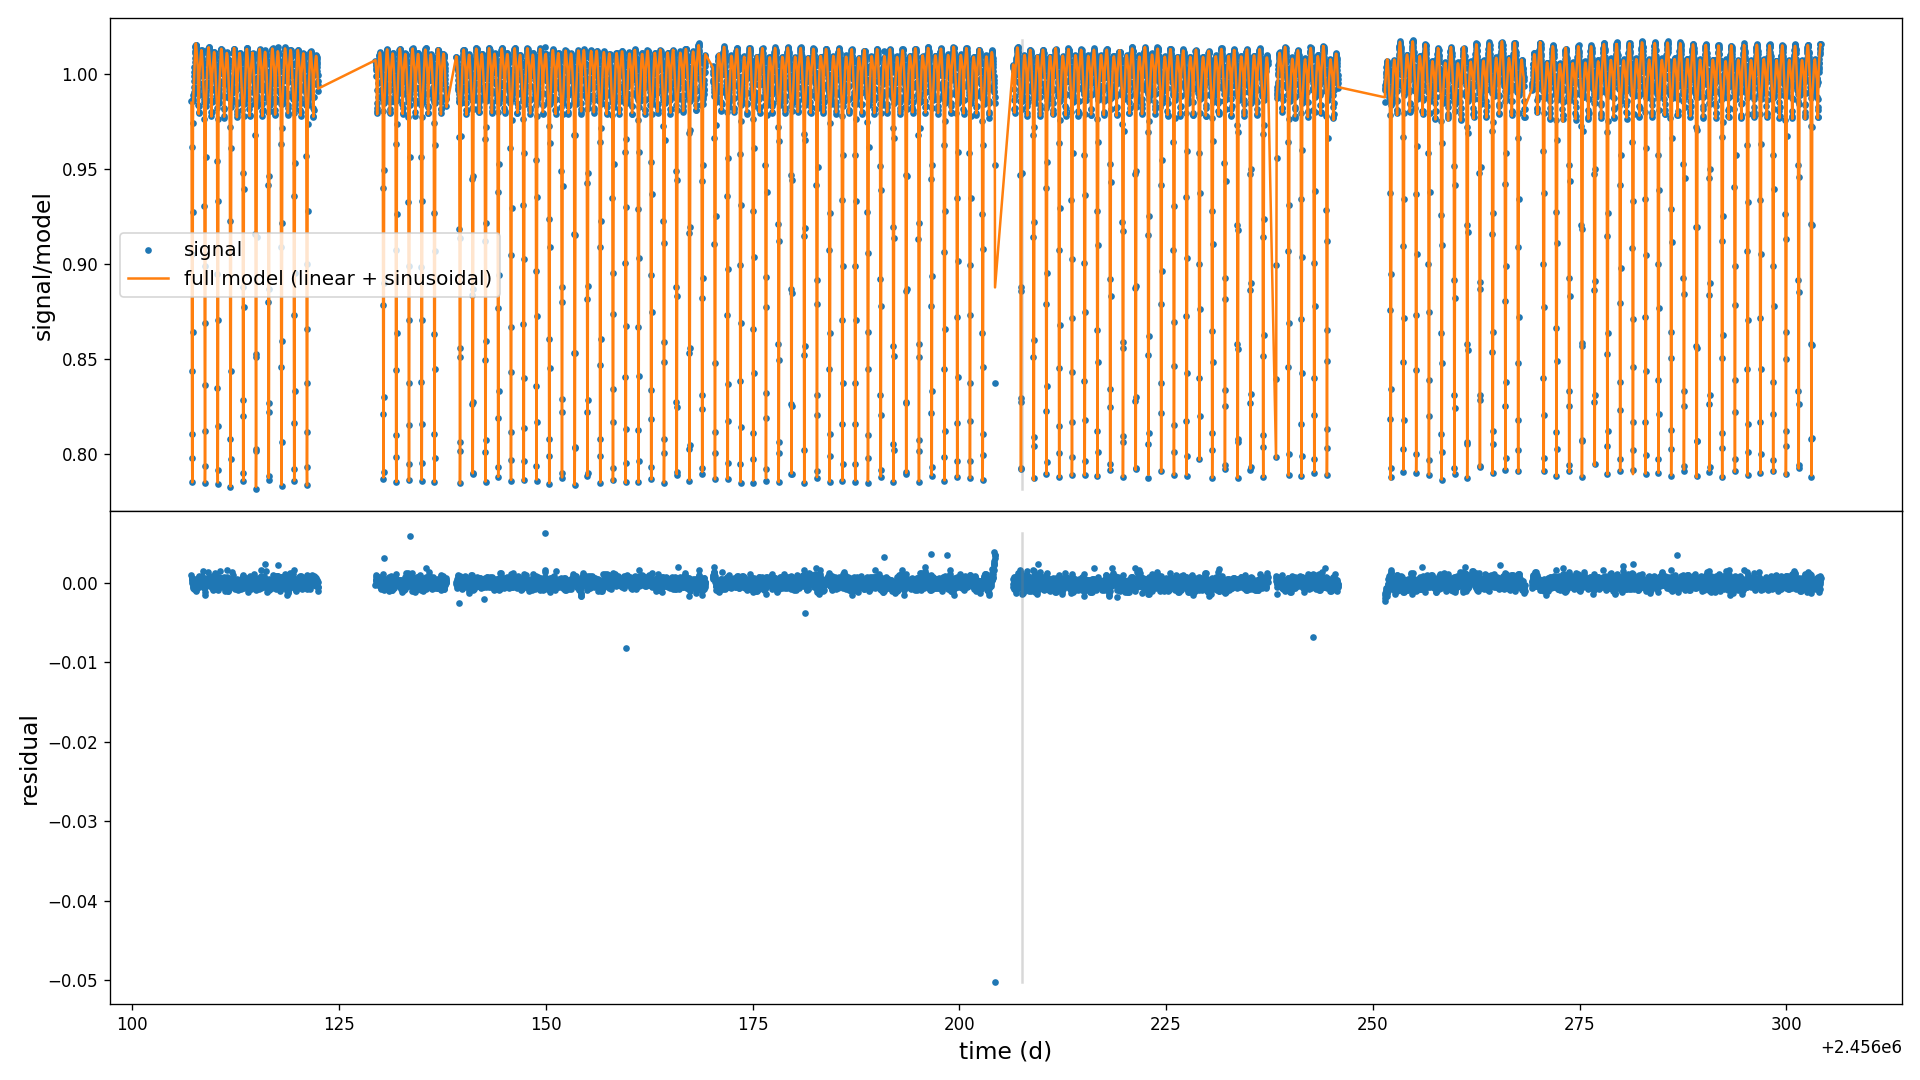 1.00
0.95
0.90
0.85
0.80
signal/model
signal
full model (linear + sinusoidal)
0.00
−0.01
−0.02
−0.03
−0.04
−0.05
residual
100 125 150 175 200 225 250 275 300
time (d)
+2.456e6